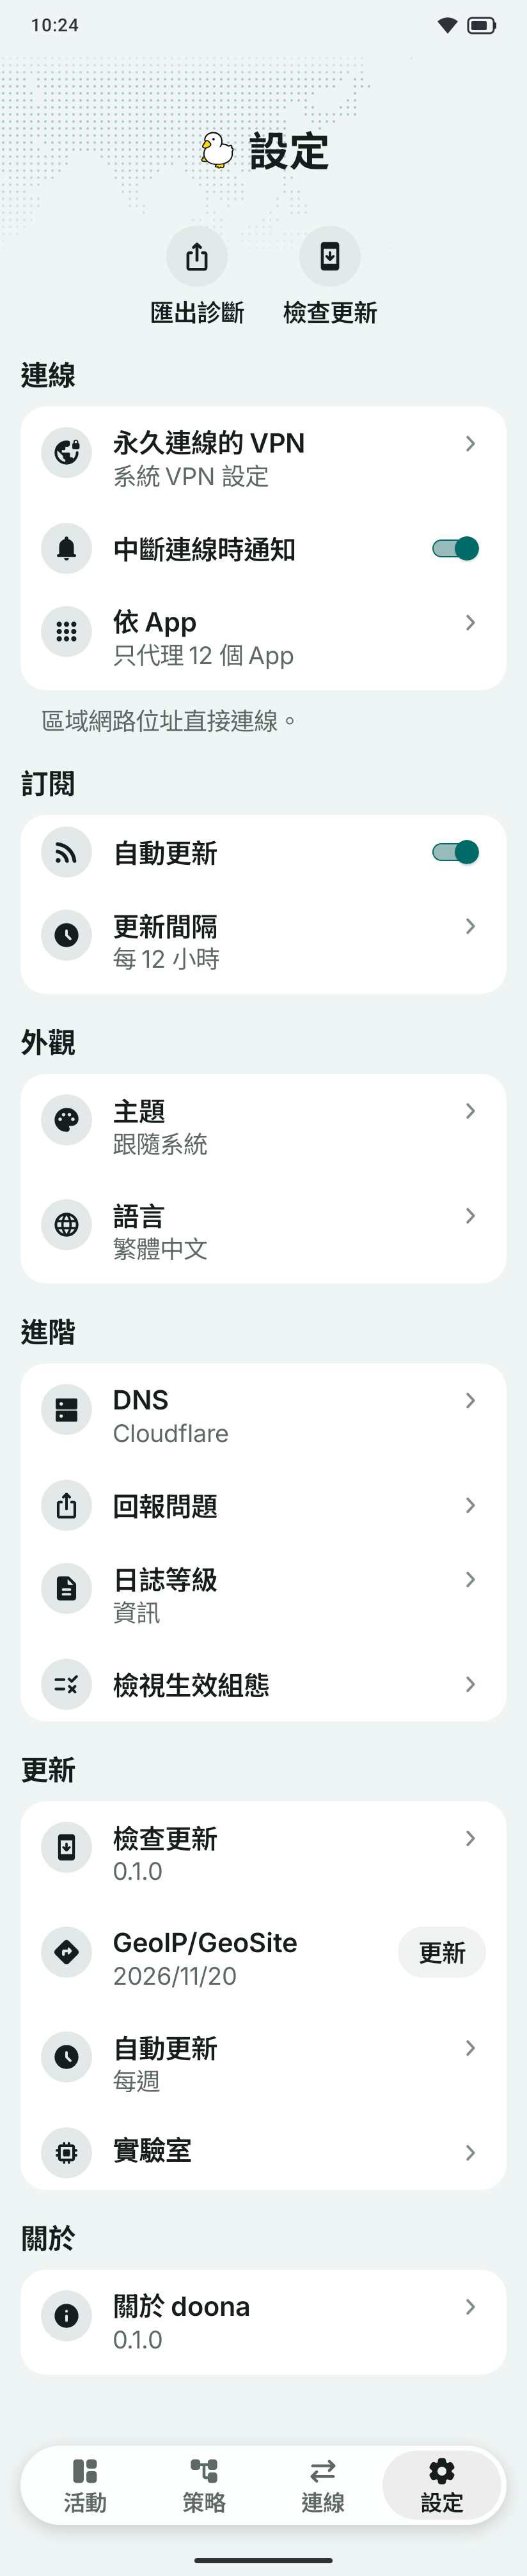 10:24
設定
匯出診斷
檢查更新
連線
永久連線的 VPN
系統 VPN 設定
中斷連線時通知
依 App
只代理 12 個 App
區域網路位址直接連線。
訂閱
自動更新
更新間隔
每 12 小時
外觀
主題
跟隨系統
語言
繁體中文
進階
DNS
Cloudflare
回報問題
日誌等級
資訊
檢視生效組態
更新
檢查更新
0.1.0
GeoIP/GeoSite
2026/11/20
更新
自動更新
每週
實驗室
關於
關於 doona
0.1.0
活動
策略
連線
設定